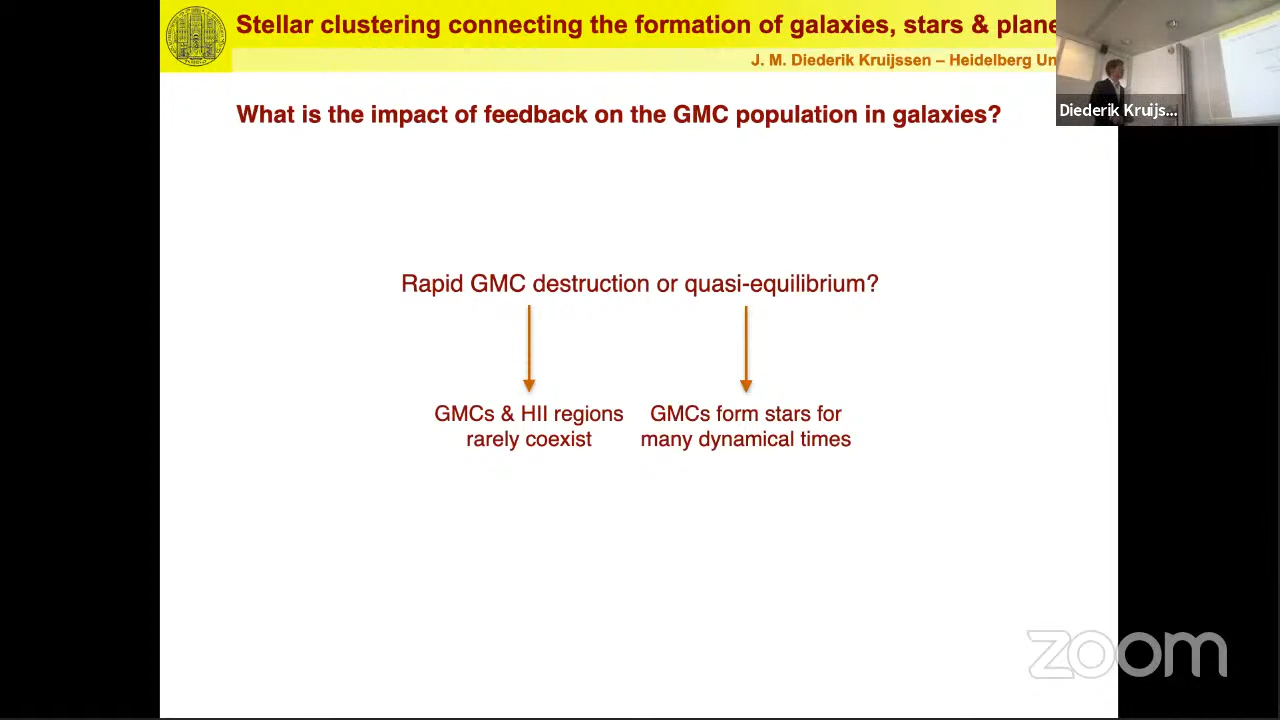 Stellar clustering connecting the formation of galaxies, stars & plane
J. M. Diederik Kruijssen – Heidelberg Un
Diederik Kruijs...
What is the impact of feedback on the GMC population in galaxies?
Rapid GMC destruction or quasi-equilibrium?
GMCs & HII regions
rarely coexist
GMCs form stars for
many dynamical times
zoom